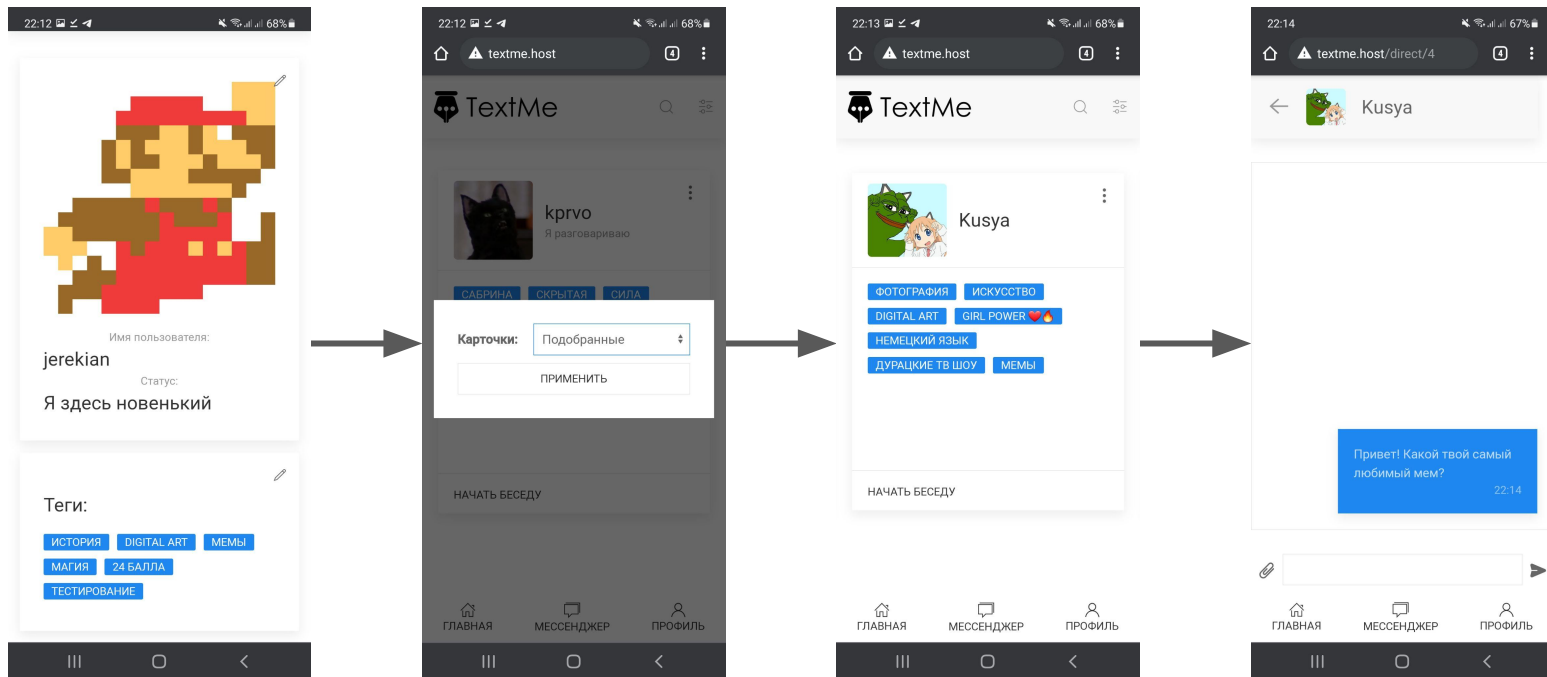 22:12
68%
Имя пользователя:
jerekian
Статус:
Я здесь новенький
Теги:
ИСТОРИЯ DIGITAL ART МЕМЫ
МАГИЯ 24 БАЛЛА
ТЕСТИРОВАНИЕ
22:12
68%
textme.host
4
TextMe
kprvo
Я разговариваю
САБРИНА СКРЫТАЯ СИЛА
Карточки: Подобранные
ПРИМЕНИТЬ
НАЧАТЬ БЕСЕДУ
ГЛАВНАЯ МЕССЕНДЖЕР ПРОФИЛЬ
22:13
68%
textme.host
4
TextMe
Kusya
ФОТОГРАФИЯ ИСКУССТВО
DIGITAL ART GIRL POWER ❤️🔥
НЕМЕЦКИЙ ЯЗЫК
ДУРАЦКИЕ ТВ ШОУ МЕМЫ
НАЧАТЬ БЕСЕДУ
ГЛАВНАЯ МЕССЕНДЖЕР ПРОФИЛЬ
22:14
67%
textme.host/direct/4
4
Kusya
Привет! Какой твой самый
любимый мем?
22:14
ГЛАВНАЯ МЕССЕНДЖЕР ПРОФИЛЬ